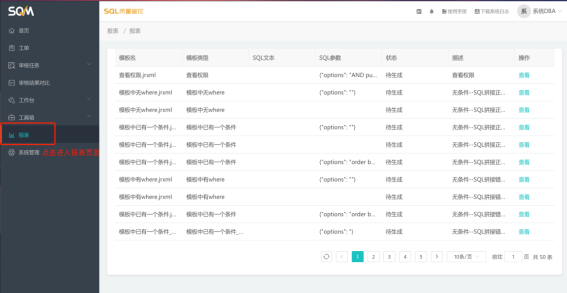 SQM
SQL质量管控
使用手册
下载系统日志
系
系统DBA
首页
工单
审核任务
审核结果对比
工作台
工具箱
报表
系统管理
点击进入报表页面
报表 / 报表
模板名 模板类型 SQL文本 SQL参数 状态 描述 操作
查看权限.jrxml 查看权限 {"options": "AND pu... 待生成 查看权限 查看
模板中无where.jrxml 模板中无where {"options": ""} 待生成 无条件--SQL拼接正... 查看
模板中无where.jrxml 模板中无where 待生成 无条件--SQL拼接正... 查看
模板中已有一个条件.j... 模板中已有一个条件 {"options": ""} 待生成 无条件--SQL拼接正... 查看
模板中已有一个条件.j... 模板中已有一个条件 待生成 无条件--SQL拼接正... 查看
模板中已有一个条件.j... 模板中已有一个条件 {"options": "order b... 待生成 无条件--SQL拼接正... 查看
模板中有where.jrxml 模板中有where {"options": ""} 待生成 无条件--SQL拼接错... 查看
模板中有where.jrxml 模板中有where 待生成 无条件--SQL拼接错... 查看
模板中已有一个条件.j... 模板中已有一个条件 {"options": "order b... 待生成 无条件--SQL拼接正... 查看
模板中已有一个条件_... 模板中已有一个条件_... {"options": ") 待生成 无条件--SQL拼接错... 查看
1 2 3 4 5 10条/页 前往 1 页 共 50 条